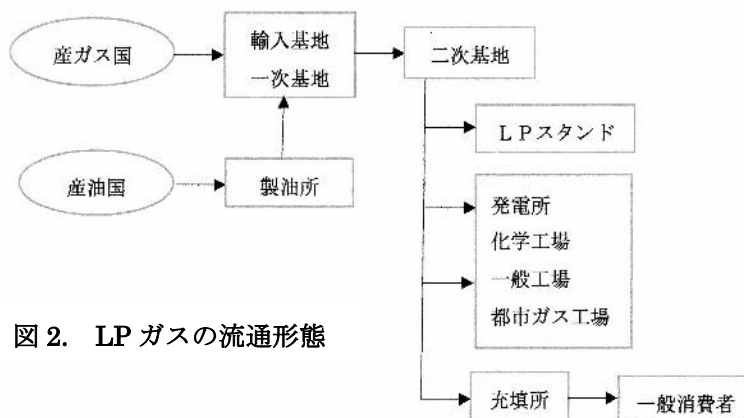 産ガス国
輸入基地
一次基地
二次基地
LPスタンド
産油国
製油所
発電所
化学工場
一般工場
都市ガス工場
図2. LPガスの流通形態
充填所
一般消費者